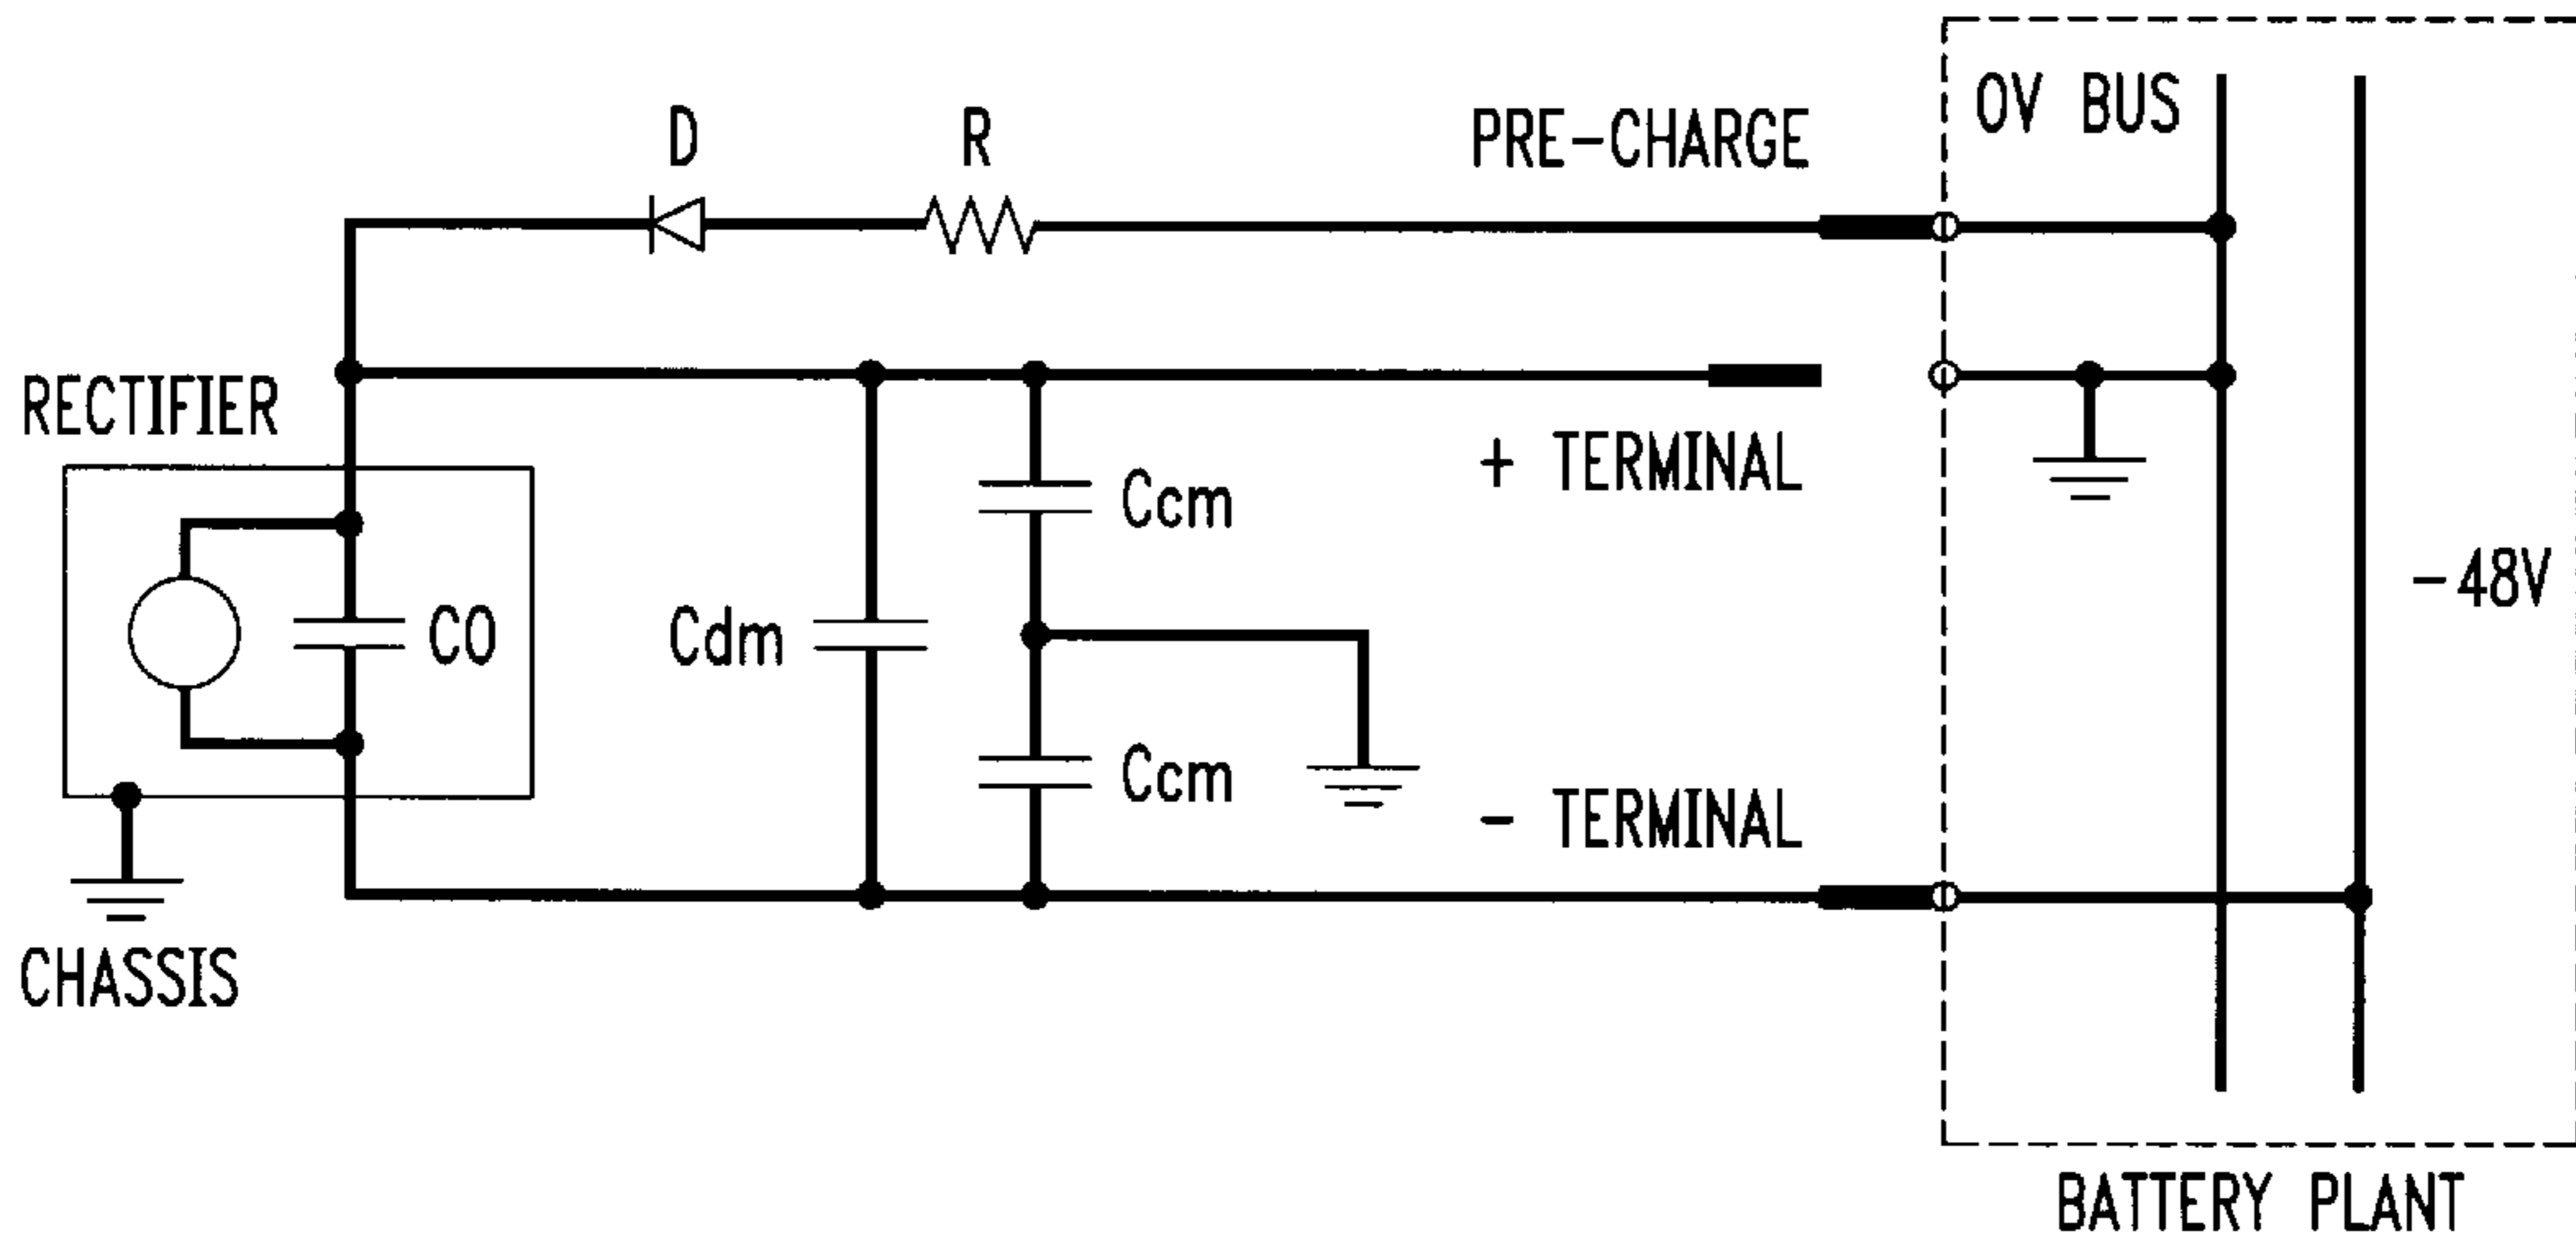 0V BUS
D
R
PRE-CHARGE
RECTIFIER
+ TERMINAL
Ccm
-48V
CO
Cdm
Ccm
- TERMINAL
CHASSIS
BATTERY PLANT